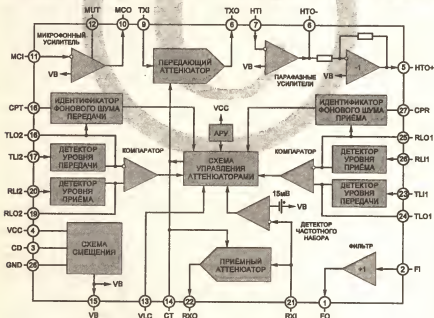 MUT MCO TXI TXO HTI HTO-
12 10 9 6 7 8
МИКРОФОННЫЙ
УСИЛИТЕЛЬ
MCI 11
VB
ПЕРЕДАЮЩИЙ
АТТЕНЮАТОР
VB
-1
5 HTO+
VB
ПАРАФАЗНЫЕ
УСИЛИТЕЛИ
CPT
ИДЕНТИФИКАТОР
ФОНОВОГО ШУМА
ПЕРЕДАЧИ
VCC
АРУ
ИДЕНТИФИКАТОР
ФОНОВОГО ШУМА
ПРИЁМА
27 CPR
TLO2 16
TLI2 17
ДЕТЕКТОР
УРОВНЯ
ПЕРЕДАЧИ
КОМПАРАТОР
СХЕМА
УПРАВЛЕНИЯ
АТТЕНЮАТОРАМИ
КОМПАРАТОР
ДЕТЕКТОР
УРОВНЯ
ПРИЁМА
25 RLO1
26 RLI1
RLI2 20
ДЕТЕКТОР
УРОВНЯ
ПРИЁМА
RLO2 19
ДЕТЕКТОР
УРОВНЯ
ПЕРЕДАЧИ
23 TLI1
24 TLO1
15мВ
VB
ДЕТЕКТОР
ЧАСТОТНОГО
НАБОРА
VCC 4
CD 3
GND 28
СХЕМА
СМЕЩЕНИЯ
VB
ПРИЁМНЫЙ
АТТЕНЮАТОР
ФИЛЬТР
+1
2 FI
15 13 14 22 21 1
VB VLC CT RXO RXI FO